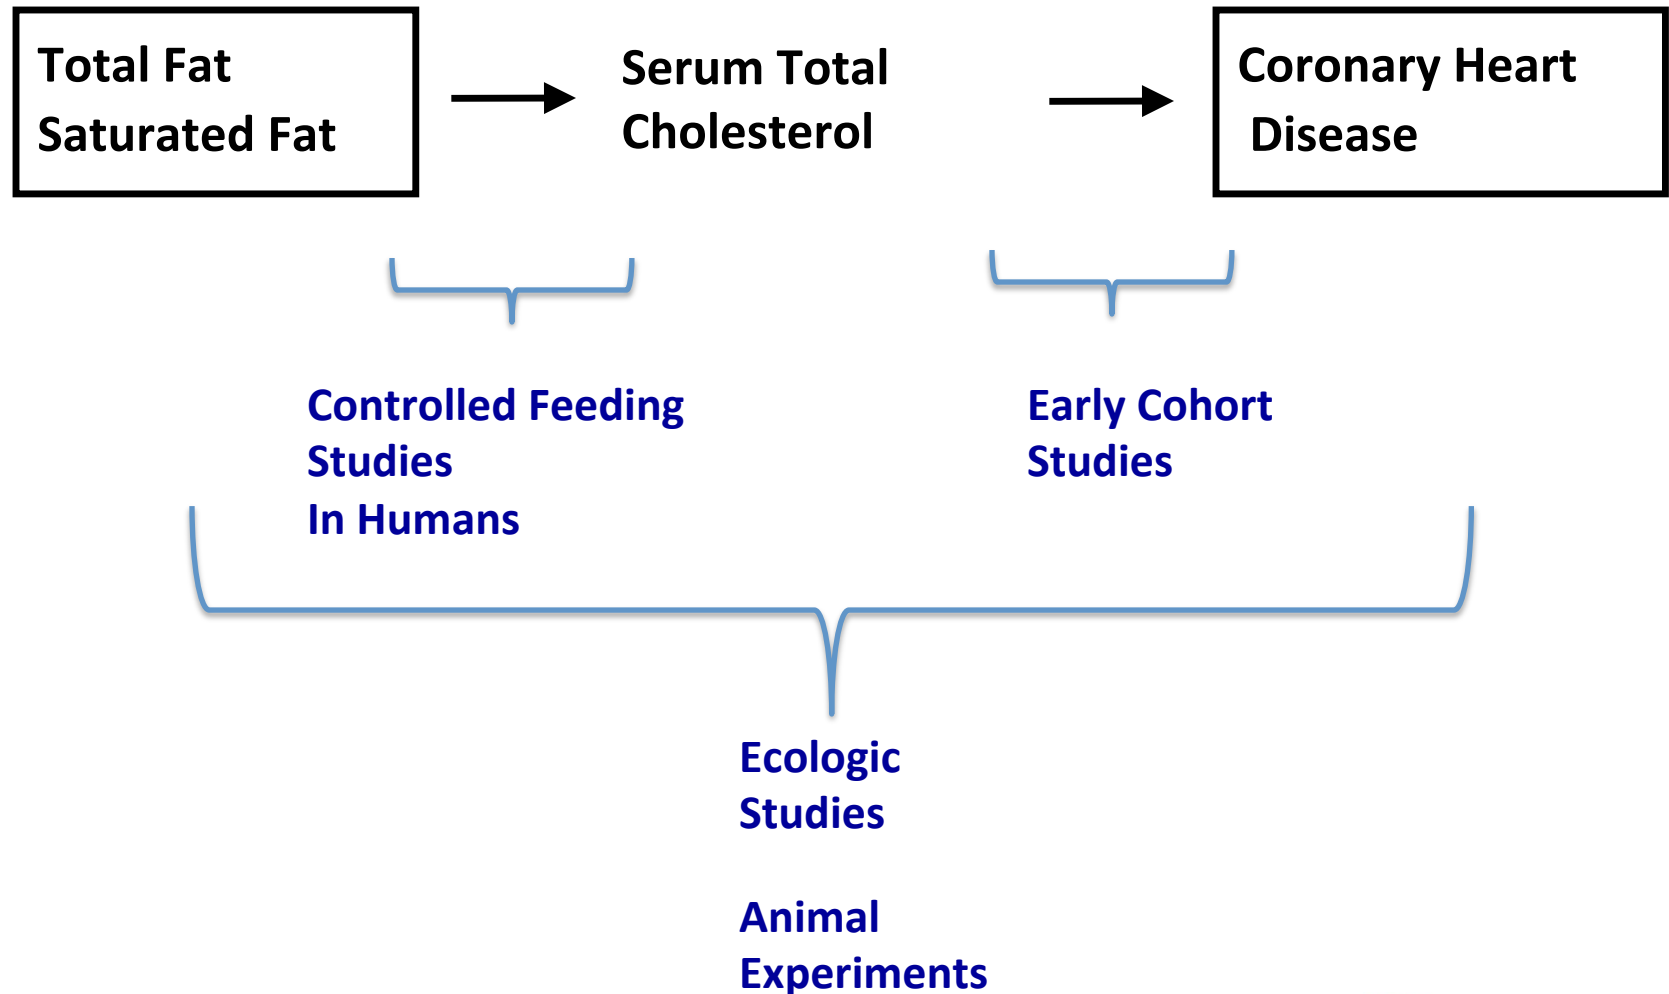 Total Fat
Saturated Fat
Serum Total
Cholesterol
Coronary Heart
Disease
Controlled Feeding
Studies
In Humans
Early Cohort
Studies
Ecologic
Studies
Animal
Experiments